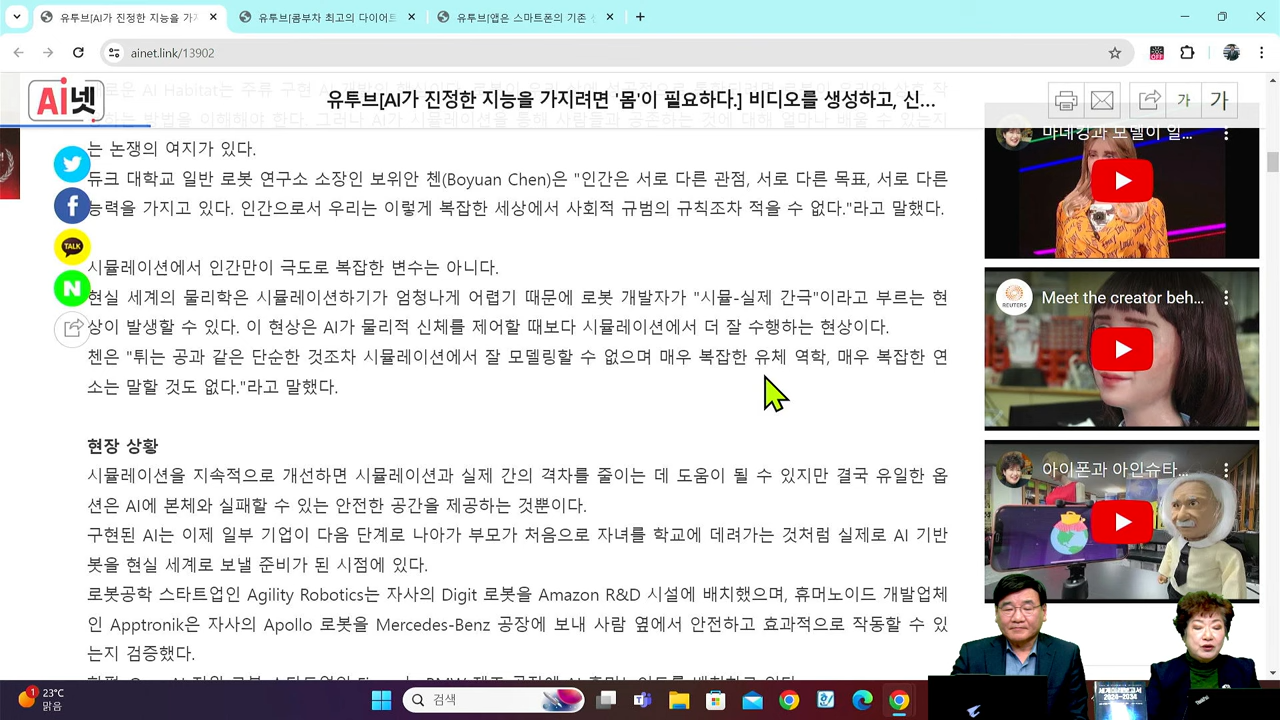 유투브[AI가 진정한 지능을 가지
유투브[콤부차 최고의 다이어트
유투브[앱은 스마트폰의 기존
ainet.link/13902
OFF
Ai넷
유투브[AI가 진정한 지능을 가지려면 '몸'이 필요하다.] 비디오를 생성하고, 신...
가
가
는 논쟁의 여지가 있다.
듀크 대학교 일반 로봇 연구소 소장인 보위안 첸(Boyuan Chen)은 "인간은 서로 다른 관점, 서로 다른 목표, 서로 다른
능력을 가지고 있다. 인간으로서 우리는 이렇게 복잡한 세상에서 사회적 규범의 규칙조차 적을 수 없다."라고 말했다.
시뮬레이션에서 인간만이 극도로 복잡한 변수는 아니다.
현실 세계의 물리학은 시뮬레이션하기가 엄청나게 어렵기 때문에 로봇 개발자가 "시뮬-실제 간극"이라고 부르는 현
상이 발생할 수 있다. 이 현상은 AI가 물리적 신체를 제어할 때보다 시뮬레이션에서 더 잘 수행하는 현상이다.
첸은 "튀는 공과 같은 단순한 것조차 시뮬레이션에서 잘 모델링할 수 없으며 매우 복잡한 유체 역학, 매우 복잡한 연
소는 말할 것도 없다."라고 말했다.
현장 상황
시뮬레이션을 지속적으로 개선하면 시뮬레이션과 실제 간의 격차를 줄이는 데 도움이 될 수 있지만 결국 유일한 옵
션은 AI에 본체와 실패할 수 있는 안전한 공간을 제공하는 것뿐이다.
구현된 AI는 이제 일부 기업이 다음 단계로 나아가 부모가 처음으로 자녀를 학교에 데려가는 것처럼 실제로 AI 기반
봇을 현실 세계로 보낼 준비가 된 시점에 있다.
로봇공학 스타트업인 Agility Robotics는 자사의 Digit 로봇을 Amazon R&D 시설에 배치했으며, 휴머노이드 개발업체
인 Apptronik은 자사의 Apollo 로봇을 Mercedes-Benz 공장에 보내 사람 옆에서 안전하고 효과적으로 작동할 수 있
는지 검증했다.
TALK
N
마네킹과 모델이 일...
REUTERS
Meet the creator beh...
아이폰과 아인슈타...
세계미래보고서
2024-2034
1
23°C
맑음
검색